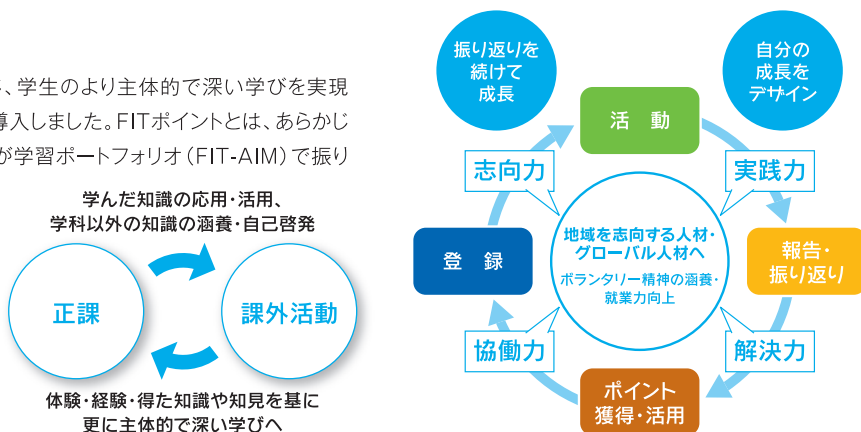 、学生のより主体的で深い学びを実現
導入しました。FITポイントとは、あらかじ
が学習ポートフォリオ(FIT-AIM)で振り
学んだ知識の応用・活用、
学科以外の知識の涵養・自己啓発
正課
課外活動
体験・経験・得た知識や知見を基に
更に主体的で深い学びへ
振り返りを
続けて
成長
自分の
成長を
デザイン
活 動
志向力
実践力
登 録
地域を志向する人材・
グローバル人材へ
ボランタリー精神の涵養・
就業力向上
報告・
振り返り
協働力
解決力
ポイント
獲得・活用